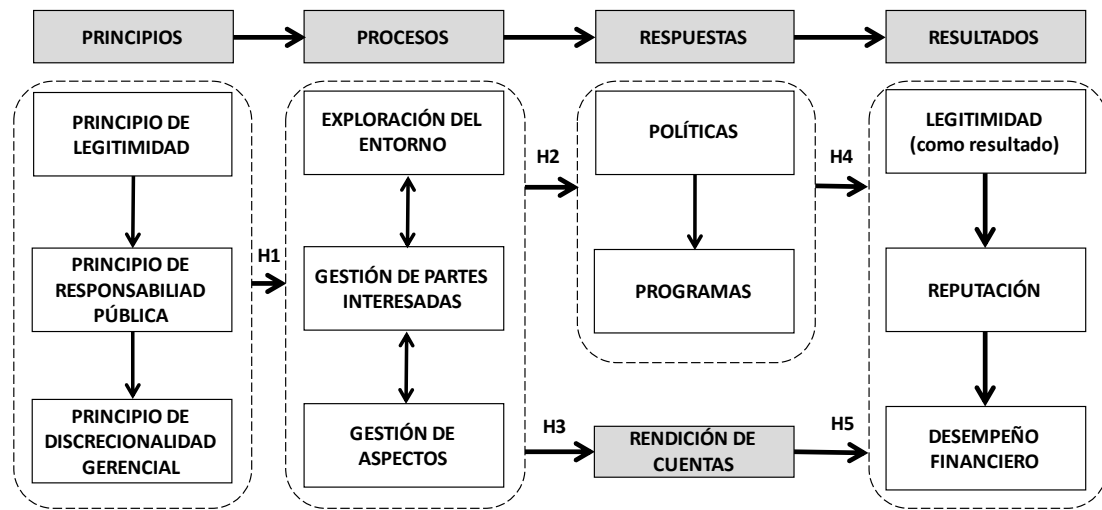 PRINCIPIOS
PROCESOS
RESPUESTAS
RESULTADOS
PRINCIPIO DE
LEGITIMIDAD
PRINCIPIO DE
RESPONSABILIAD
PÚBLICA
PRINCIPIO DE
DISCRECIONALIDAD
GERENCIAL
H1
EXPLORACIÓN DEL
ENTORNO
GESTIÓN DE PARTES
INTERESADAS
GESTIÓN DE
ASPECTOS
H2
H3
POLÍTICAS
PROGRAMAS
RENDICIÓN DE
CUENTAS
H4
H5
LEGITIMIDAD
(como resultado)
REPUTACIÓN
DESEMPEÑO
FINANCIERO